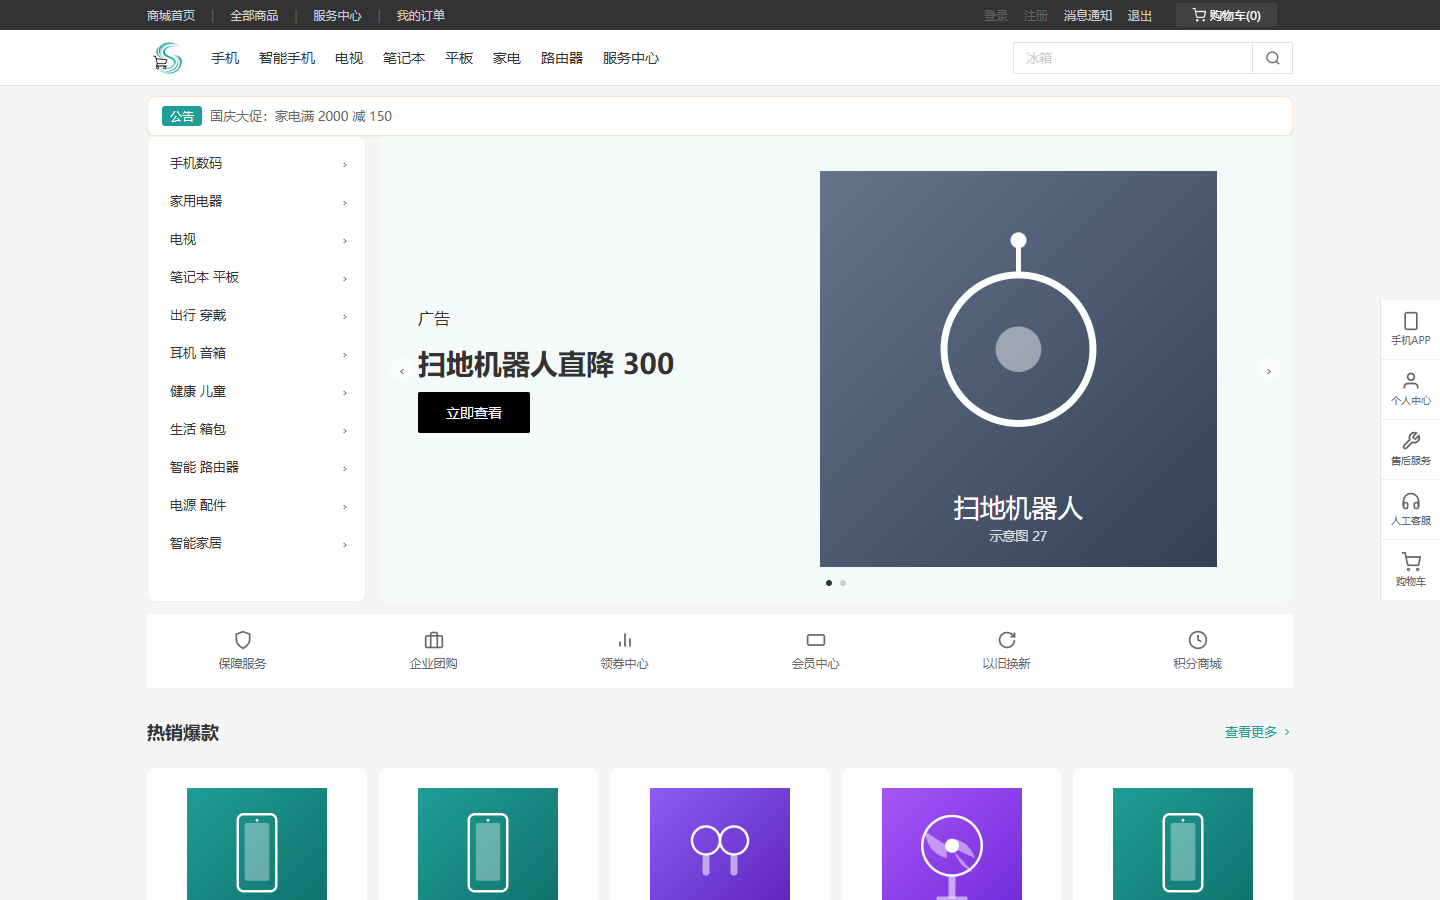 商城首页 | 全部商品 | 服务中心 | 我的订单
登录 注册 消息通知 退出 购物车(0)
手机 智能手机 电视 笔记本 平板 家电 路由器 服务中心
冰箱
公告 国庆大促：家电满 2000 减 150
手机数码 ›
家用电器 ›
电视 ›
笔记本 平板 ›
出行 穿戴 ›
耳机 音箱 ›
健康 儿童 ›
生活 箱包 ›
智能 路由器 ›
电源 配件 ›
智能家居 ›
广告
扫地机器人直降 300
立即查看
扫地机器人
示意图 27
手机APP
个人中心
售后服务
人工客服
购物车
保障服务
企业团购
领券中心
会员中心
以旧换新
积分商城
热销爆款
查看更多 ›